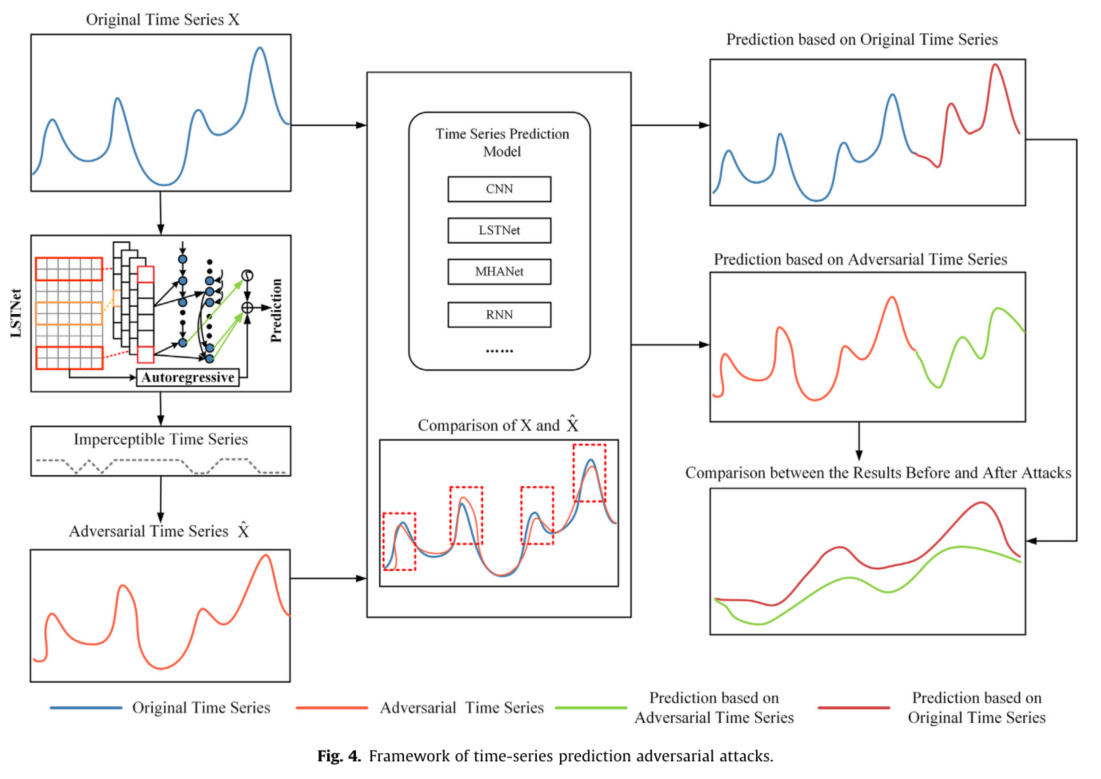 Original Time Series X
LSTNet
Prediction
Autoregressive
Imperceptible Time Series
Adversarial Time Series X̂
Time Series Prediction
Model
CNN
LSTNet
MHANet
RNN
......
Comparison of X and X̂
Prediction based on Original Time Series
Prediction based on Adversarial Time Series
Comparison between the Results Before and After Attacks
Original Time Series
Adversarial Time Series
Prediction based on
Adversarial Time Series
Prediction based on
Original Time Series
Fig. 4. Framework of time-series prediction adversarial attacks.